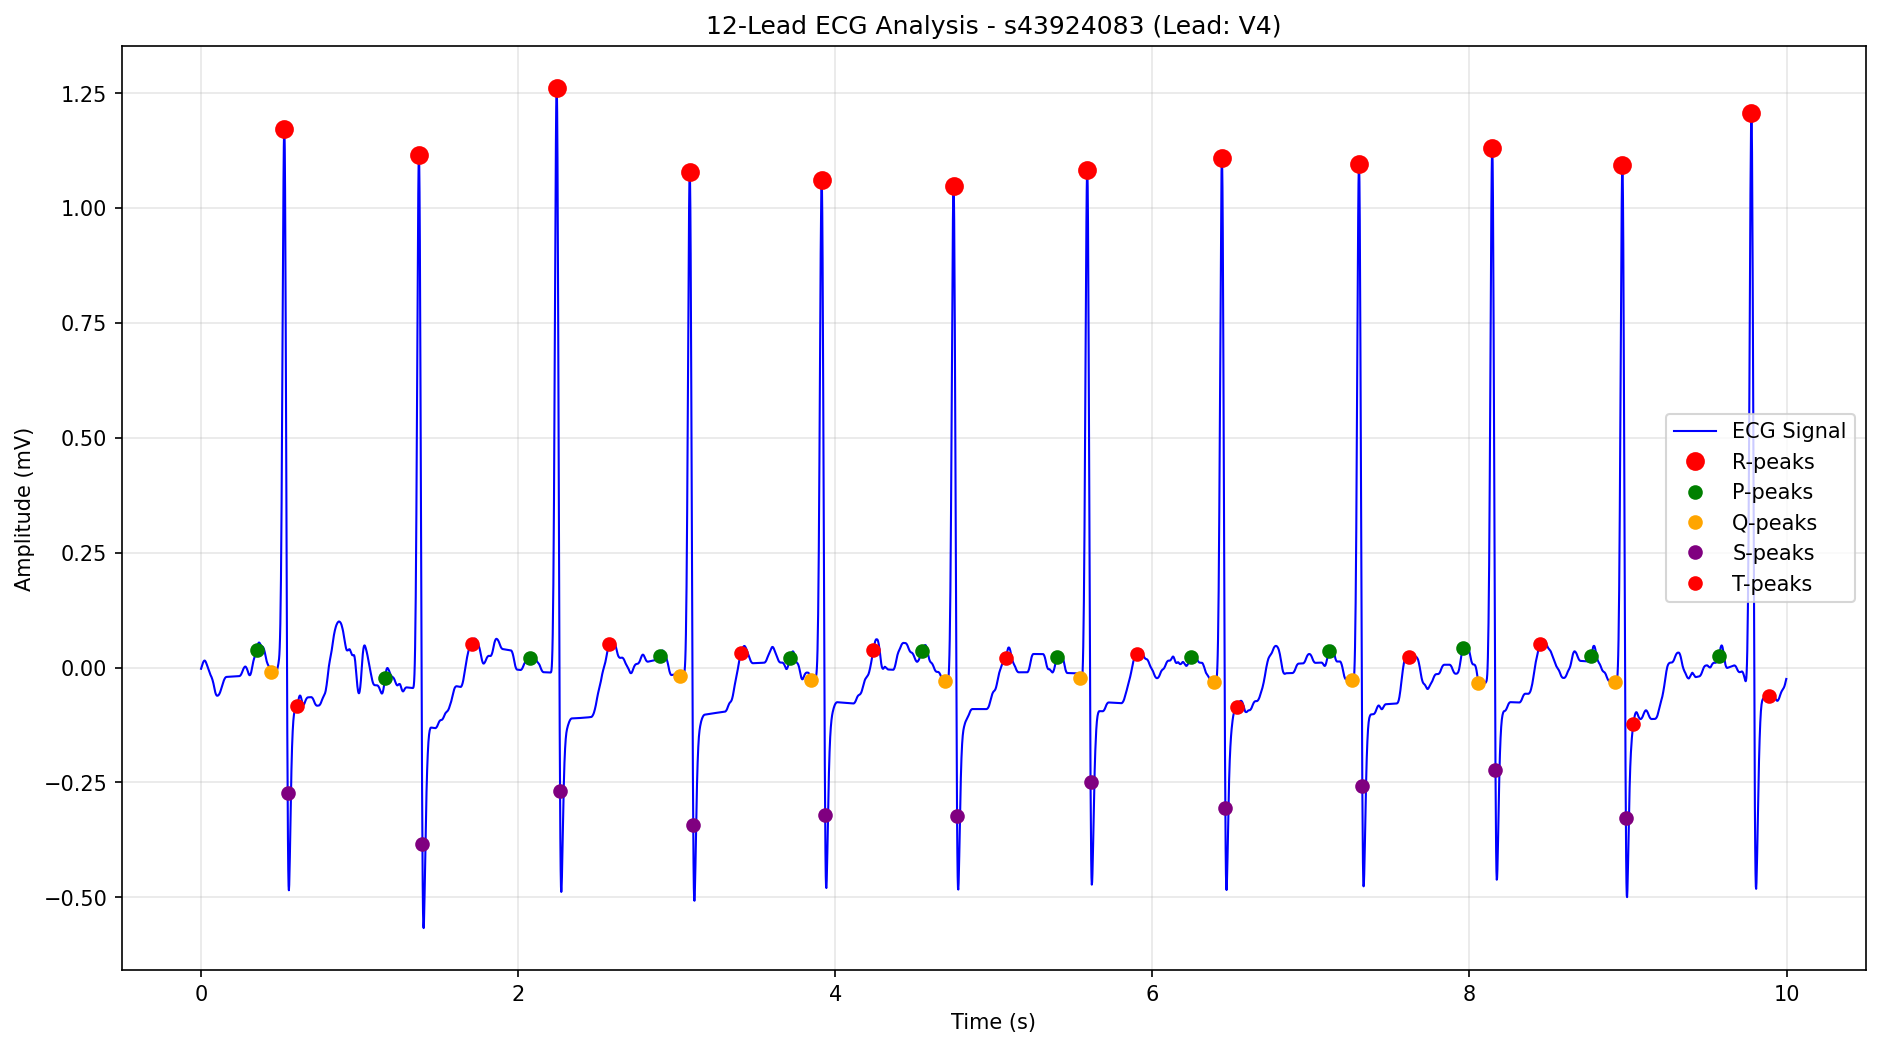 12-Lead ECG Analysis - s43924083 (Lead: V4)
Amplitude (mV)
1.25
1.00
0.75
0.50
0.25
0.00
−0.25
−0.50
ECG Signal
R-peaks
P-peaks
Q-peaks
S-peaks
T-peaks
0 2 4 6 8 10
Time (s)